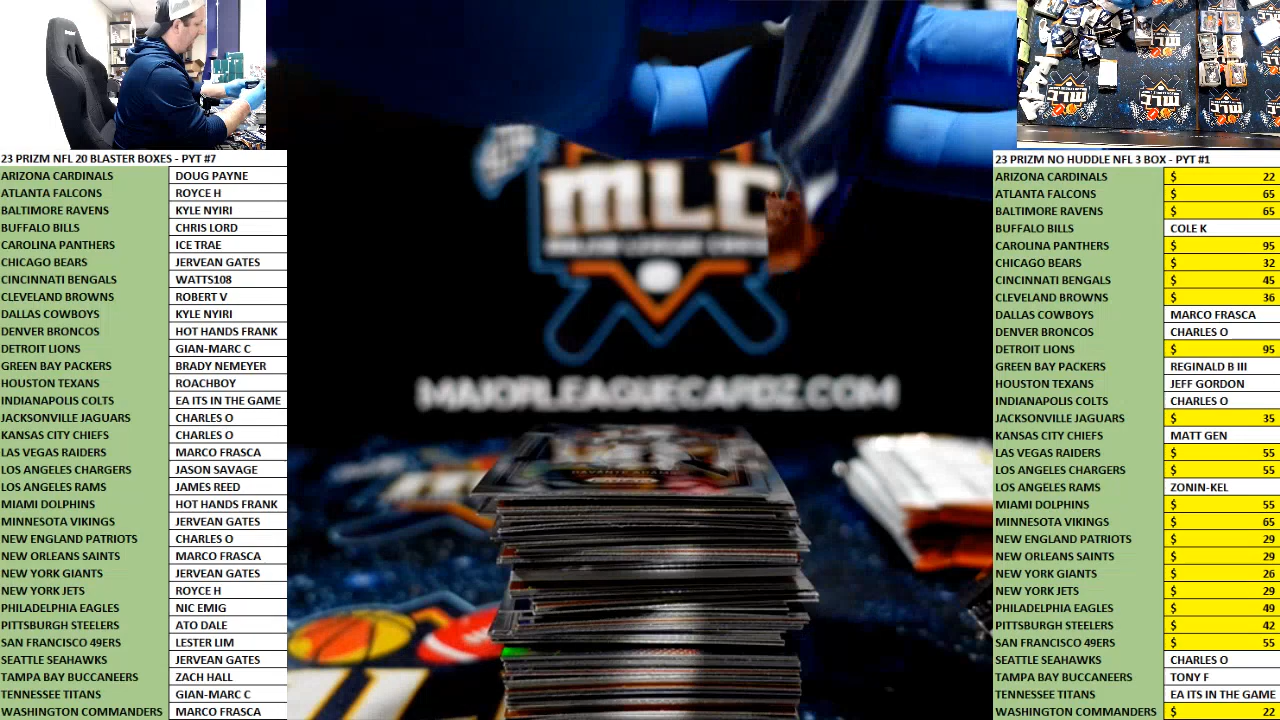 23 PRIZM NFL 20 BLASTER BOXES - PYT #7
ARIZONA CARDINALS DOUG PAYNE
ATLANTA FALCONS ROYCE H
BALTIMORE RAVENS KYLE NYIRI
BUFFALO BILLS CHRIS LORD
CAROLINA PANTHERS ICE TRAE
CHICAGO BEARS JERVEAN GATES
CINCINNATI BENGALS WATTS108
CLEVELAND BROWNS ROBERT V
DALLAS COWBOYS KYLE NYIRI
DENVER BRONCOS HOT HANDS FRANK
DETROIT LIONS GIAN-MARC C
GREEN BAY PACKERS BRADY NEMEYER
HOUSTON TEXANS ROACHBOY
INDIANAPOLIS COLTS EA ITS IN THE GAME
JACKSONVILLE JAGUARS CHARLES O
KANSAS CITY CHIEFS CHARLES O
LAS VEGAS RAIDERS MARCO FRASCA
LOS ANGELES CHARGERS JASON SAVAGE
LOS ANGELES RAMS JAMES REED
MIAMI DOLPHINS HOT HANDS FRANK
MINNESOTA VIKINGS JERVEAN GATES
NEW ENGLAND PATRIOTS CHARLES O
NEW ORLEANS SAINTS MARCO FRASCA
NEW YORK GIANTS JERVEAN GATES
NEW YORK JETS ROYCE H
PHILADELPHIA EAGLES NIC EMIG
PITTSBURGH STEELERS ATO DALE
SAN FRANCISCO 49ERS LESTER LIM
SEATTLE SEAHAWKS JERVEAN GATES
TAMPA BAY BUCCANEERS ZACH HALL
TENNESSEE TITANS GIAN-MARC C
WASHINGTON COMMANDERS MARCO FRASCA
MLC
MAJOR LEAGUE CARDZ
MAJORLEAGUECARDZ.COM
DAVANTE ADAMS
23 PRIZM NO HUDDLE NFL 3 BOX - PYT #1
ARIZONA CARDINALS $ 22
ATLANTA FALCONS $ 65
BALTIMORE RAVENS $ 65
BUFFALO BILLS COLE K
CAROLINA PANTHERS $ 95
CHICAGO BEARS $ 32
CINCINNATI BENGALS $ 45
CLEVELAND BROWNS $ 36
DALLAS COWBOYS MARCO FRASCA
DENVER BRONCOS CHARLES O
DETROIT LIONS $ 95
GREEN BAY PACKERS REGINALD B III
HOUSTON TEXANS JEFF GORDON
INDIANAPOLIS COLTS CHARLES O
JACKSONVILLE JAGUARS $ 35
KANSAS CITY CHIEFS MATT GEN
LAS VEGAS RAIDERS $ 55
LOS ANGELES CHARGERS $ 55
LOS ANGELES RAMS ZONIN-KEL
MIAMI DOLPHINS $ 55
MINNESOTA VIKINGS $ 65
NEW ENGLAND PATRIOTS $ 29
NEW ORLEANS SAINTS $ 29
NEW YORK GIANTS $ 26
NEW YORK JETS $ 29
PHILADELPHIA EAGLES $ 49
PITTSBURGH STEELERS $ 42
SAN FRANCISCO 49ERS $ 55
SEATTLE SEAHAWKS CHARLES O
TAMPA BAY BUCCANEERS TONY F
TENNESSEE TITANS EA ITS IN THE GAME
WASHINGTON COMMANDERS $ 22